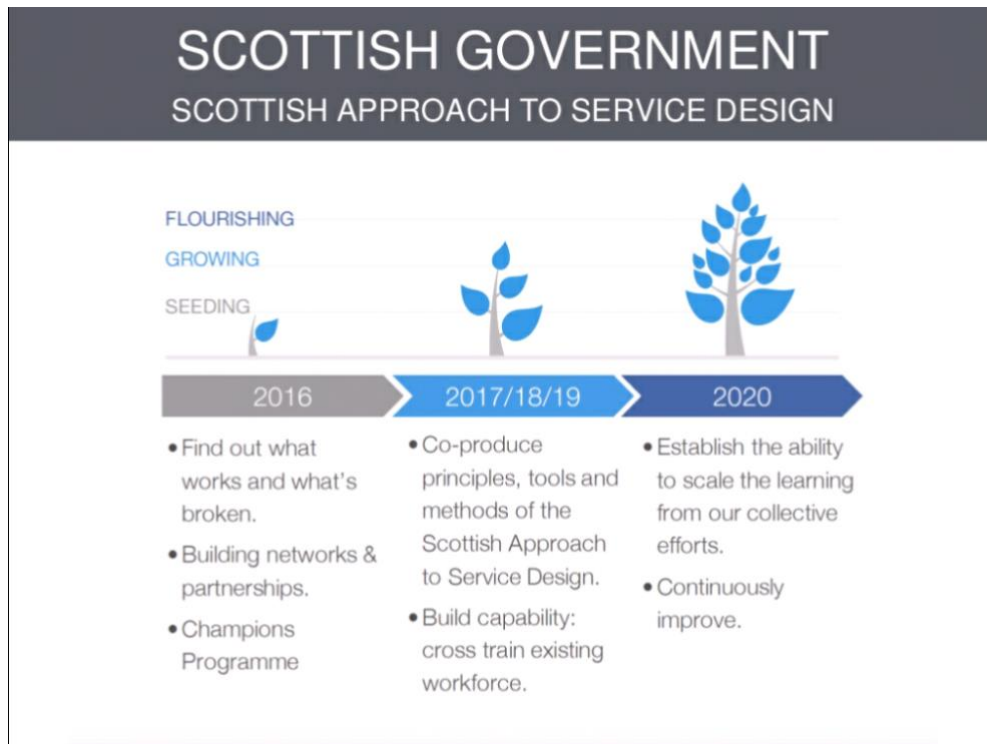 SCOTTISH GOVERNMENT
SCOTTISH APPROACH TO SERVICE DESIGN
FLOURISHING
GROWING
SEEDING
2016
2017/18/19
2020
• Find out what
works and what's
broken.
• Building networks &
partnerships.
• Champions
Programme
• Co-produce
principles, tools and
methods of the
Scottish Approach
to Service Design.
• Build capability:
cross train existing
workforce.
• Establish the ability
to scale the learning
from our collective
efforts.
• Continuously
improve.